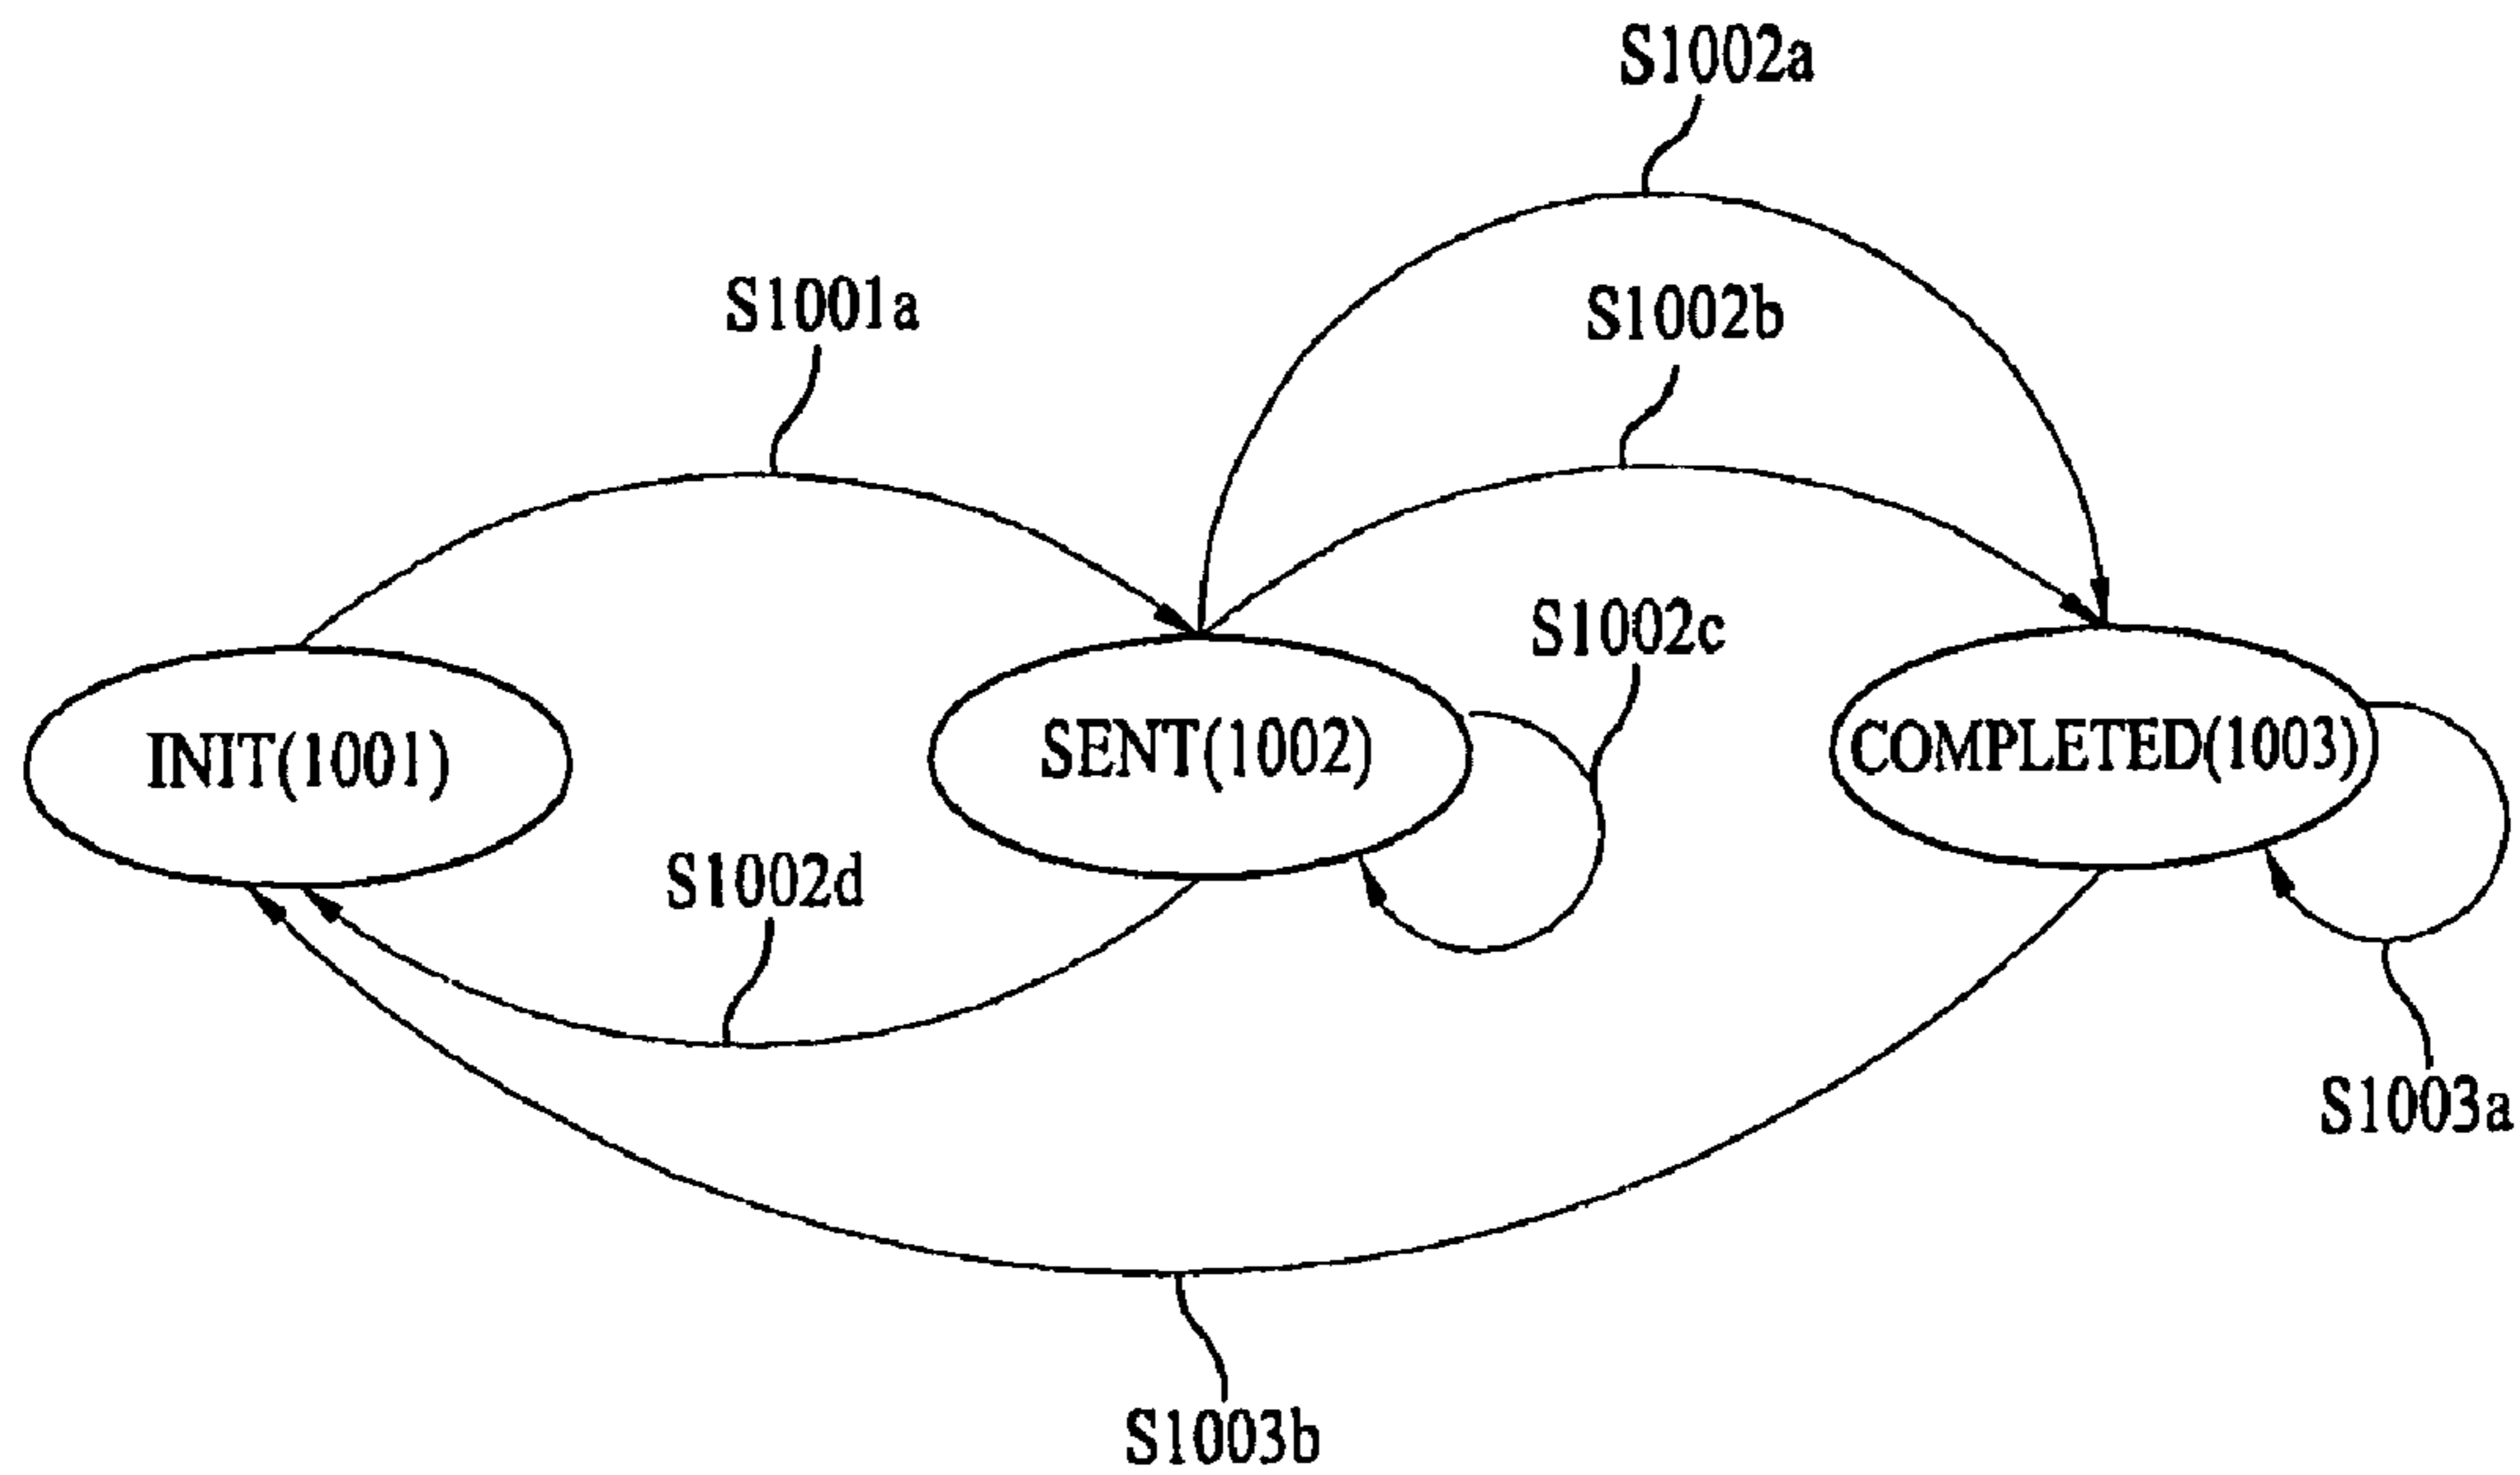 S1002a
S1001a
S1002b
S1002c
INIT(1001)
SENT(1002)
COMPLETED(1003)
S1002d
S1003a
S1003b